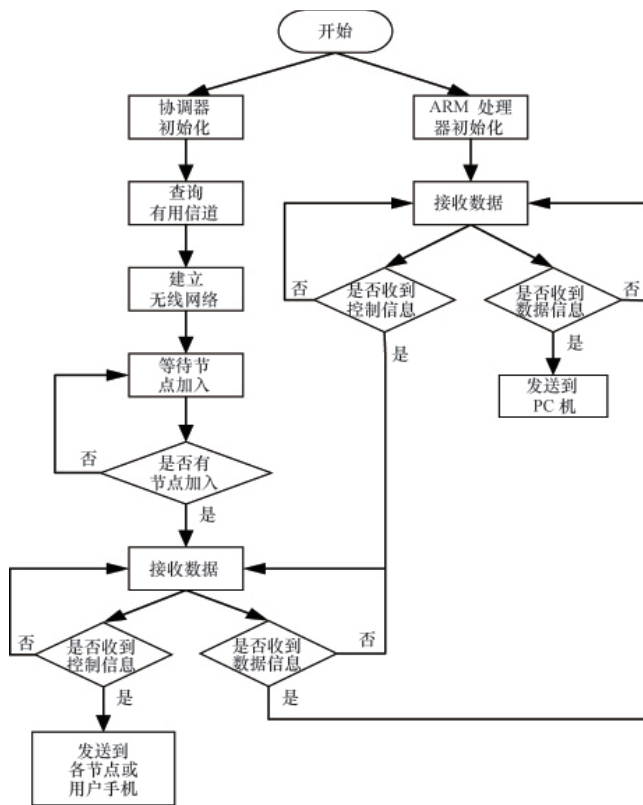 开始
协调器
初始化
ARM 处理
器初始化
查询
有用信道
接收数据
建立
无线网络
否
是否收到
控制信息
是否收到
数据信息
否
是
是
等待节
点加入
发送到
PC 机
否
是否有
节点加入
是
接收数据
否
是否收到
控制信息
是否收到
数据信息
否
是
是
发送到
各节点或
用户手机